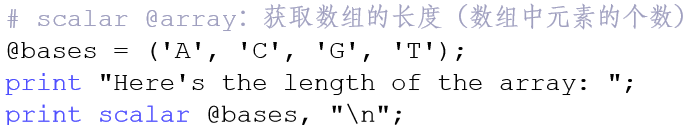 # scalar @array：获取数组的长度（数组中元素的个数）
@bases = ('A', 'C', 'G', 'T');
print "Here's the length of the array: ";
print scalar @bases, "\n";